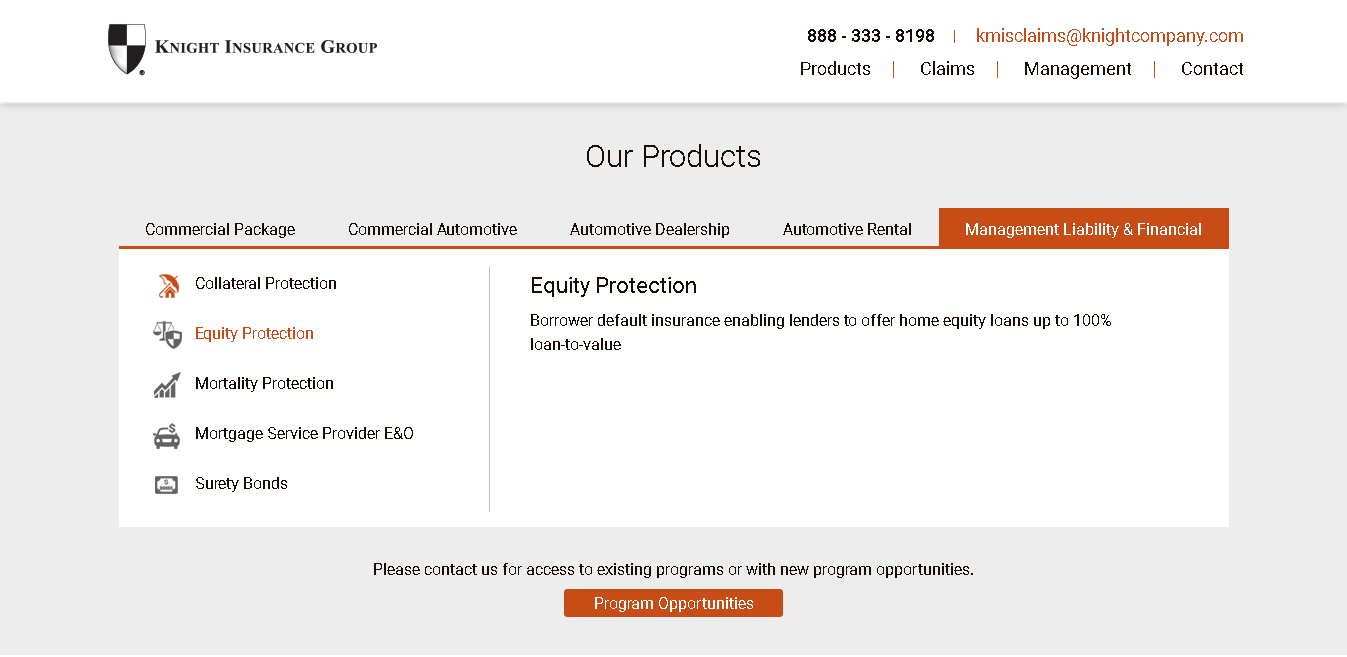 KNIGHT INSURANCE GROUP
888 - 333 - 8198 | kmisclaims@knightcompany.com
Products | Claims | Management | Contact
Our Products
Commercial Package Commercial Automotive Automotive Dealership Automotive Rental Management Liability & Financial
Collateral Protection
Equity Protection
Mortality Protection
Mortgage Service Provider E&O
Surety Bonds
Equity Protection
Borrower default insurance enabling lenders to offer home equity loans up to 100%
loan-to-value
Please contact us for access to existing programs or with new program opportunities.
Program Opportunities